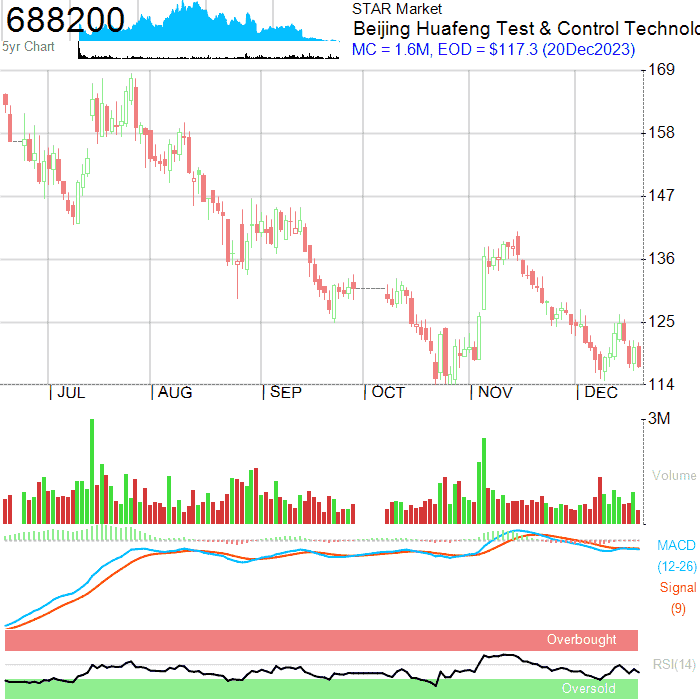 688200
STAR Market
Beijing Huafeng Test & Control Technolo
5yr Chart
MC = 1.6M, EOD = $117.3 (20Dec2023)
169
158
147
136
125
114
JUL AUG SEP OCT NOV DEC
3M
Volume
MACD
(12-26)
Signal
(9)
Overbought
RSI(14)
Oversold